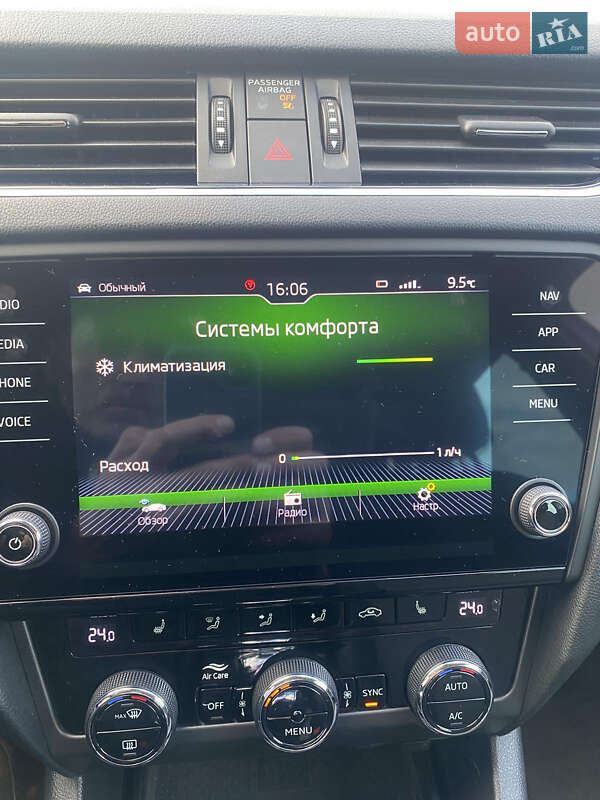 auto RIA.com
PASSENGER
AIRBAG
OFF
Обычный 16:06 9.5°C
Системы комфорта
Климатизация
Расход 0 1 л/ч
Обзор Радио Настр.
DIO
EDIA
HONE
VOICE
NAV
APP
CAR
MENU
24.0 24.0
Air Care
MAX OFF MENU SYNC AUTO
A/C